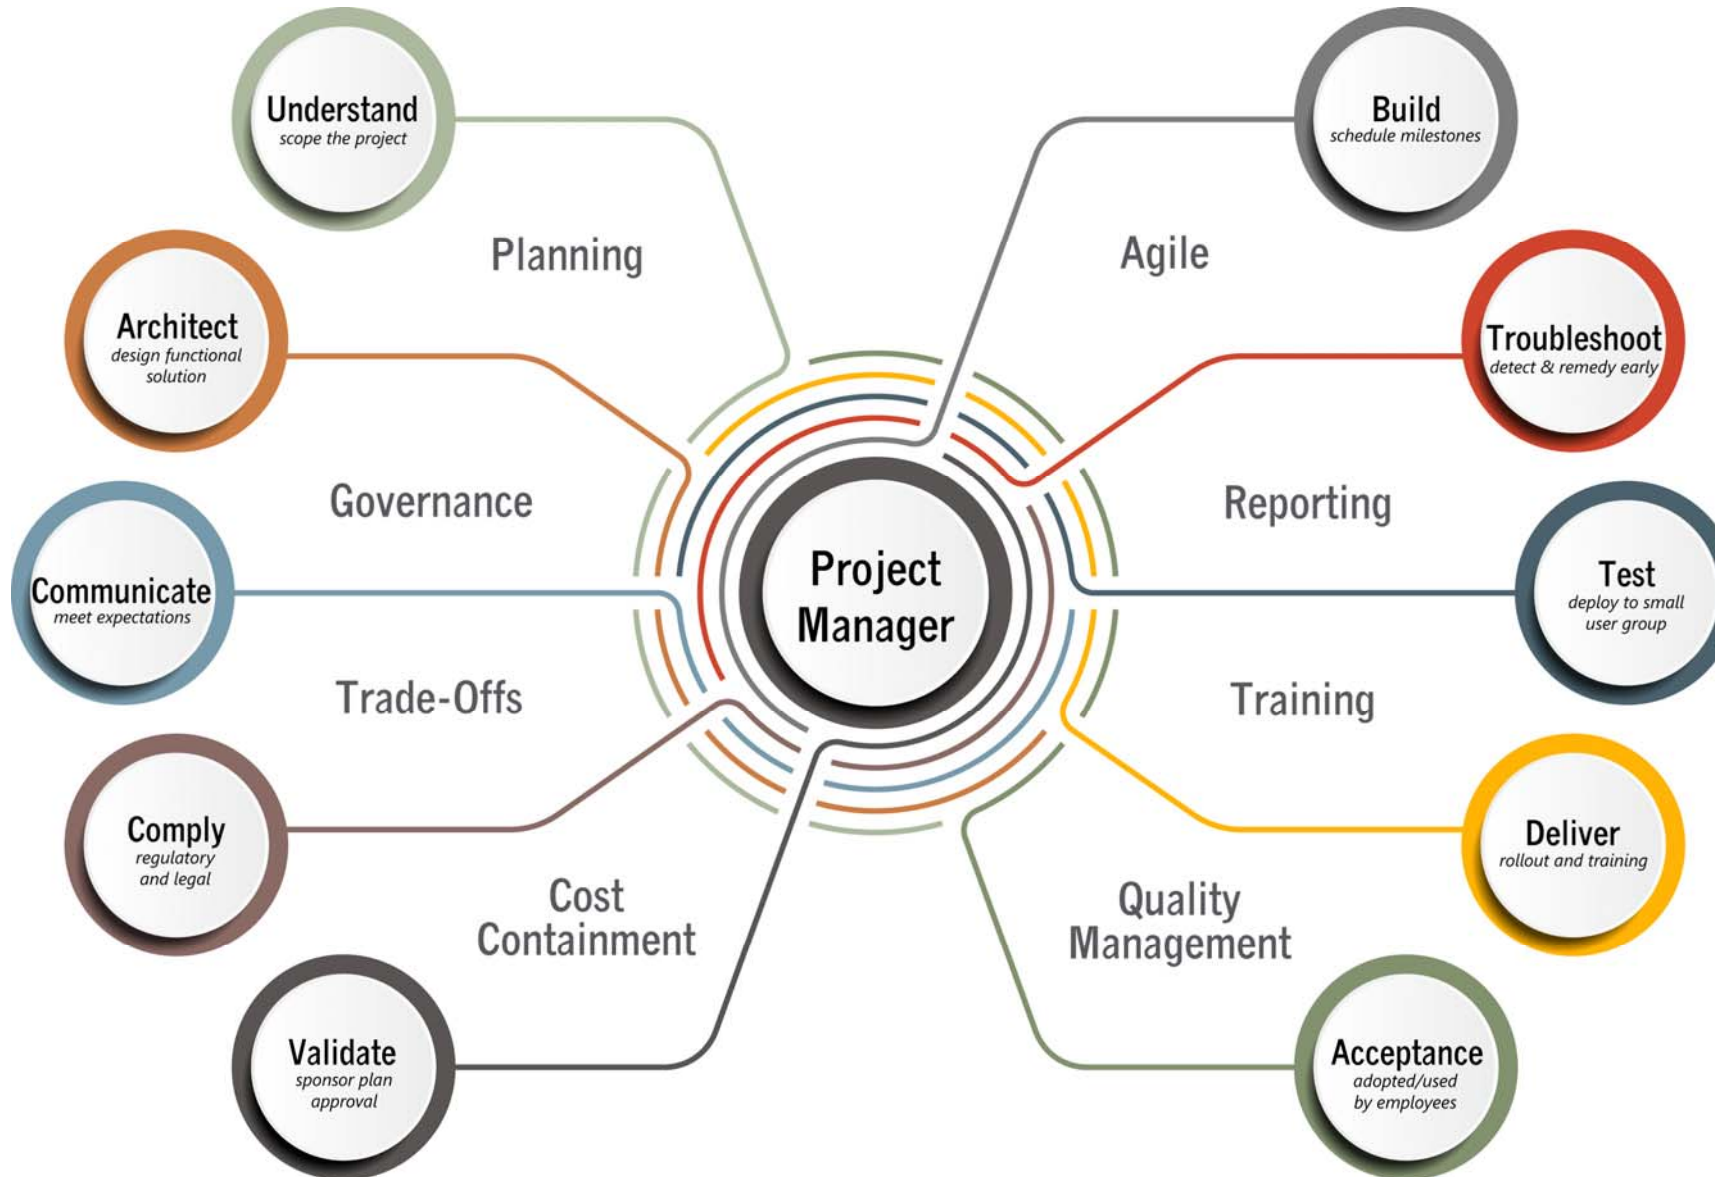 Understand
scope the project
Planning
Architect
design functional
solution
Governance
Communicate
meet expectations
Trade-Offs
Comply
regulatory
and legal
Cost
Containment
Validate
sponsor plan
approval
Project
Manager
Build
schedule milestones
Agile
Troubleshoot
detect & remedy early
Reporting
Test
deploy to small
user group
Training
Deliver
rollout and training
Quality
Management
Acceptance
adopted/used
by employees